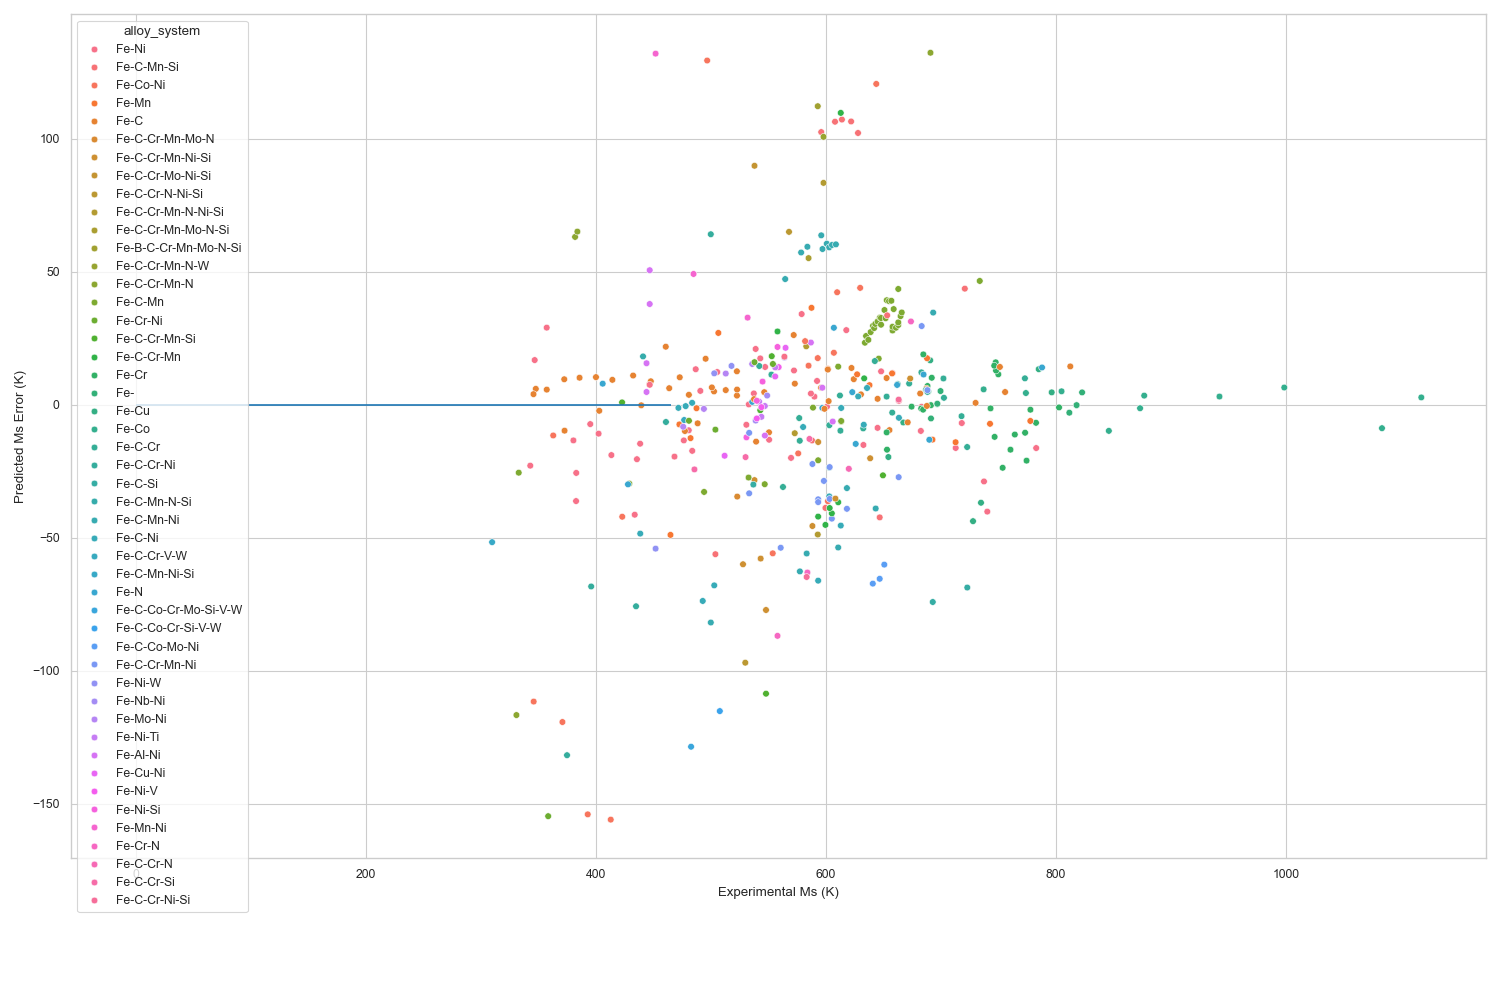 alloy_system
Fe-Ni
Fe-C-Mn-Si
Fe-Co-Ni
Fe-Mn
Fe-C
Fe-C-Cr-Mn-Mo-N
Fe-C-Cr-Mn-Ni-Si
Fe-C-Cr-Mo-Ni-Si
Fe-C-Cr-N-Ni-Si
Fe-C-Cr-Mn-N-Ni-Si
Fe-C-Cr-Mn-Mo-N-Si
Fe-B-C-Cr-Mn-Mo-N-Si
Fe-C-Cr-Mn-N-W
Fe-C-Cr-Mn-N
Fe-C-Mn
Fe-Cr-Ni
Fe-C-Cr-Mn-Si
Fe-C-Cr-Mn
Fe-Cr
Fe-
Fe-Cu
Fe-Co
Fe-C-Cr
Fe-C-Cr-Ni
Fe-C-Si
Fe-C-Mn-N-Si
Fe-C-Mn-Ni
Fe-C-Ni
Fe-C-Cr-V-W
Fe-C-Mn-Ni-Si
Fe-N
Fe-C-Co-Cr-Mo-Si-V-W
Fe-C-Co-Cr-Si-V-W
Fe-C-Co-Mo-Ni
Fe-C-Cr-Mn-Ni
Fe-Ni-W
Fe-Nb-Ni
Fe-Mo-Ni
Fe-Ni-Ti
Fe-Al-Ni
Fe-Cu-Ni
Fe-Ni-V
Fe-Ni-Si
Fe-Mn-Ni
Fe-Cr-N
Fe-C-Cr-N
Fe-C-Cr-Si
Fe-C-Cr-Ni-Si
Predicted Ms Error (K)
100
50
0
−50
−100
−150
0
200
400
600
800
1000
Experimental Ms (K)